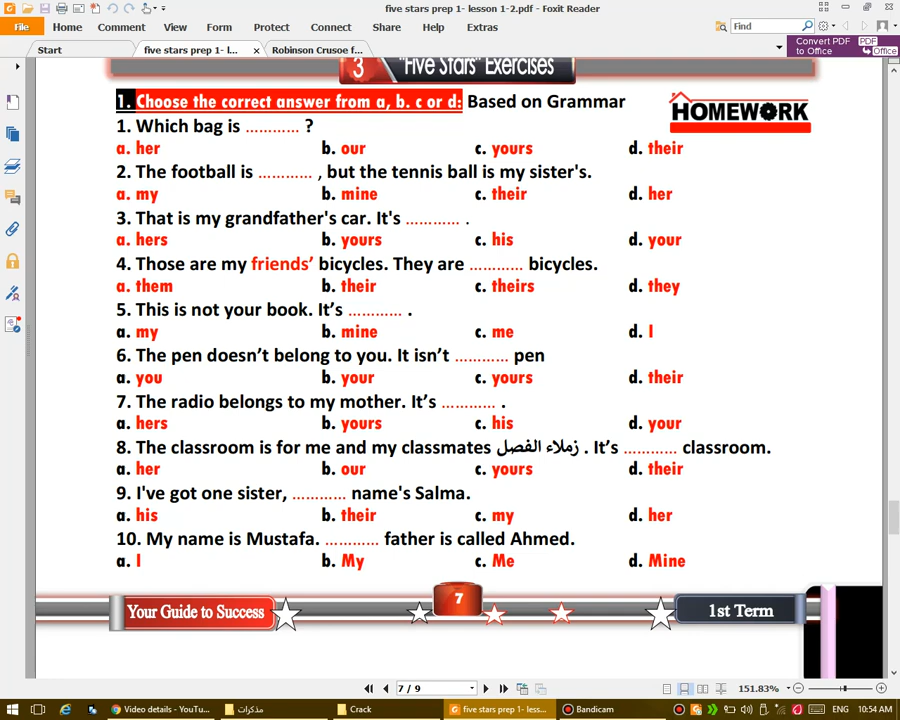 five stars prep 1- lesson 1-2.pdf - Foxit Reader
File Home Comment View Form Protect Connect Share Help Extras
Find
Start five stars prep 1- l... × Robinson Crusoe f...
Convert PDF to Office
PDF Office
3 "Five Stars" Exercises
1. Choose the correct answer from a, b. c or d: Based on Grammar
HOMEWORK
1. Which bag is ………… ?
a. her b. our c. yours d. their
2. The football is ………… , but the tennis ball is my sister's.
a. my b. mine c. their d. her
3. That is my grandfather's car. It's ………… .
a. hers b. yours c. his d. your
4. Those are my friends’ bicycles. They are ………… bicycles.
a. them b. their c. theirs d. they
5. This is not your book. It’s ………… .
a. my b. mine c. me d. I
6. The pen doesn’t belong to you. It isn’t ………… pen
a. you b. your c. yours d. their
7. The radio belongs to my mother. It’s ………… .
a. hers b. yours c. his d. your
8. The classroom is for me and my classmates زملاء الفصل . It’s ………… classroom.
a. her b. our c. yours d. their
9. I've got one sister, ………… name's Salma.
a. his b. their c. my d. her
10. My name is Mustafa. ………… father is called Ahmed.
a. I b. My c. Me d. Mine
Your Guide to Success 7 1st Term
7 / 9 151.83%
Video details - YouT... مذكرات Crack five stars prep 1- less... Bandicam ENG 10:54 AM